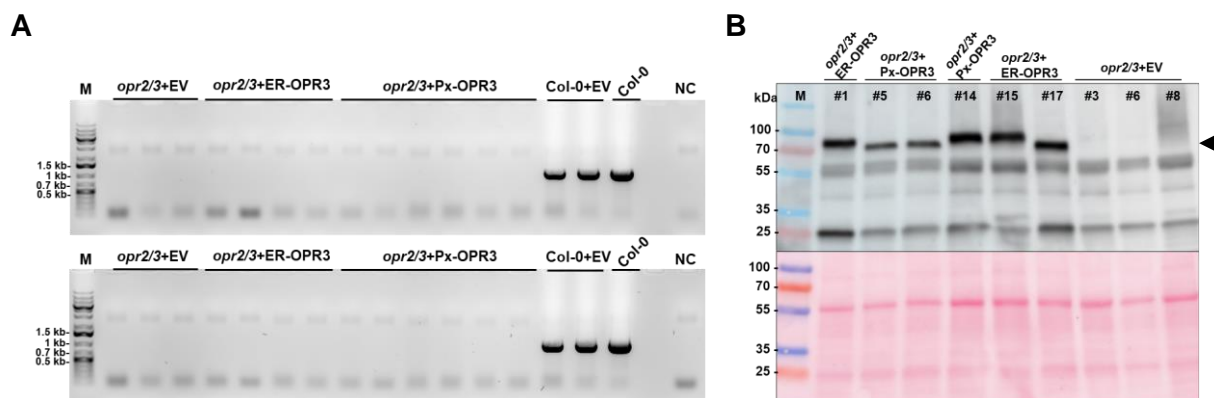 A
M opr2/3+EV opr2/3+ER-OPR3 opr2/3+Px-OPR3 Col-0+EV Col-0 NC
1.5 kb-
1 kb-
0.7 kb-
0.5 kb-
M opr2/3+EV opr2/3+ER-OPR3 opr2/3+Px-OPR3 Col-0+EV Col-0 NC
1.5 kb-
1 kb-
0.7 kb-
0.5 kb-
B
opr2/3+
ER-OPR3
opr2/3+
Px-OPR3
opr2/3+
Px-OPR3
opr2/3+
ER-OPR3
opr2/3+EV
kDa M #1 #5 #6 #14 #15 #17 #3 #6 #8
100
70
55
35
25
100
70
55
35
25